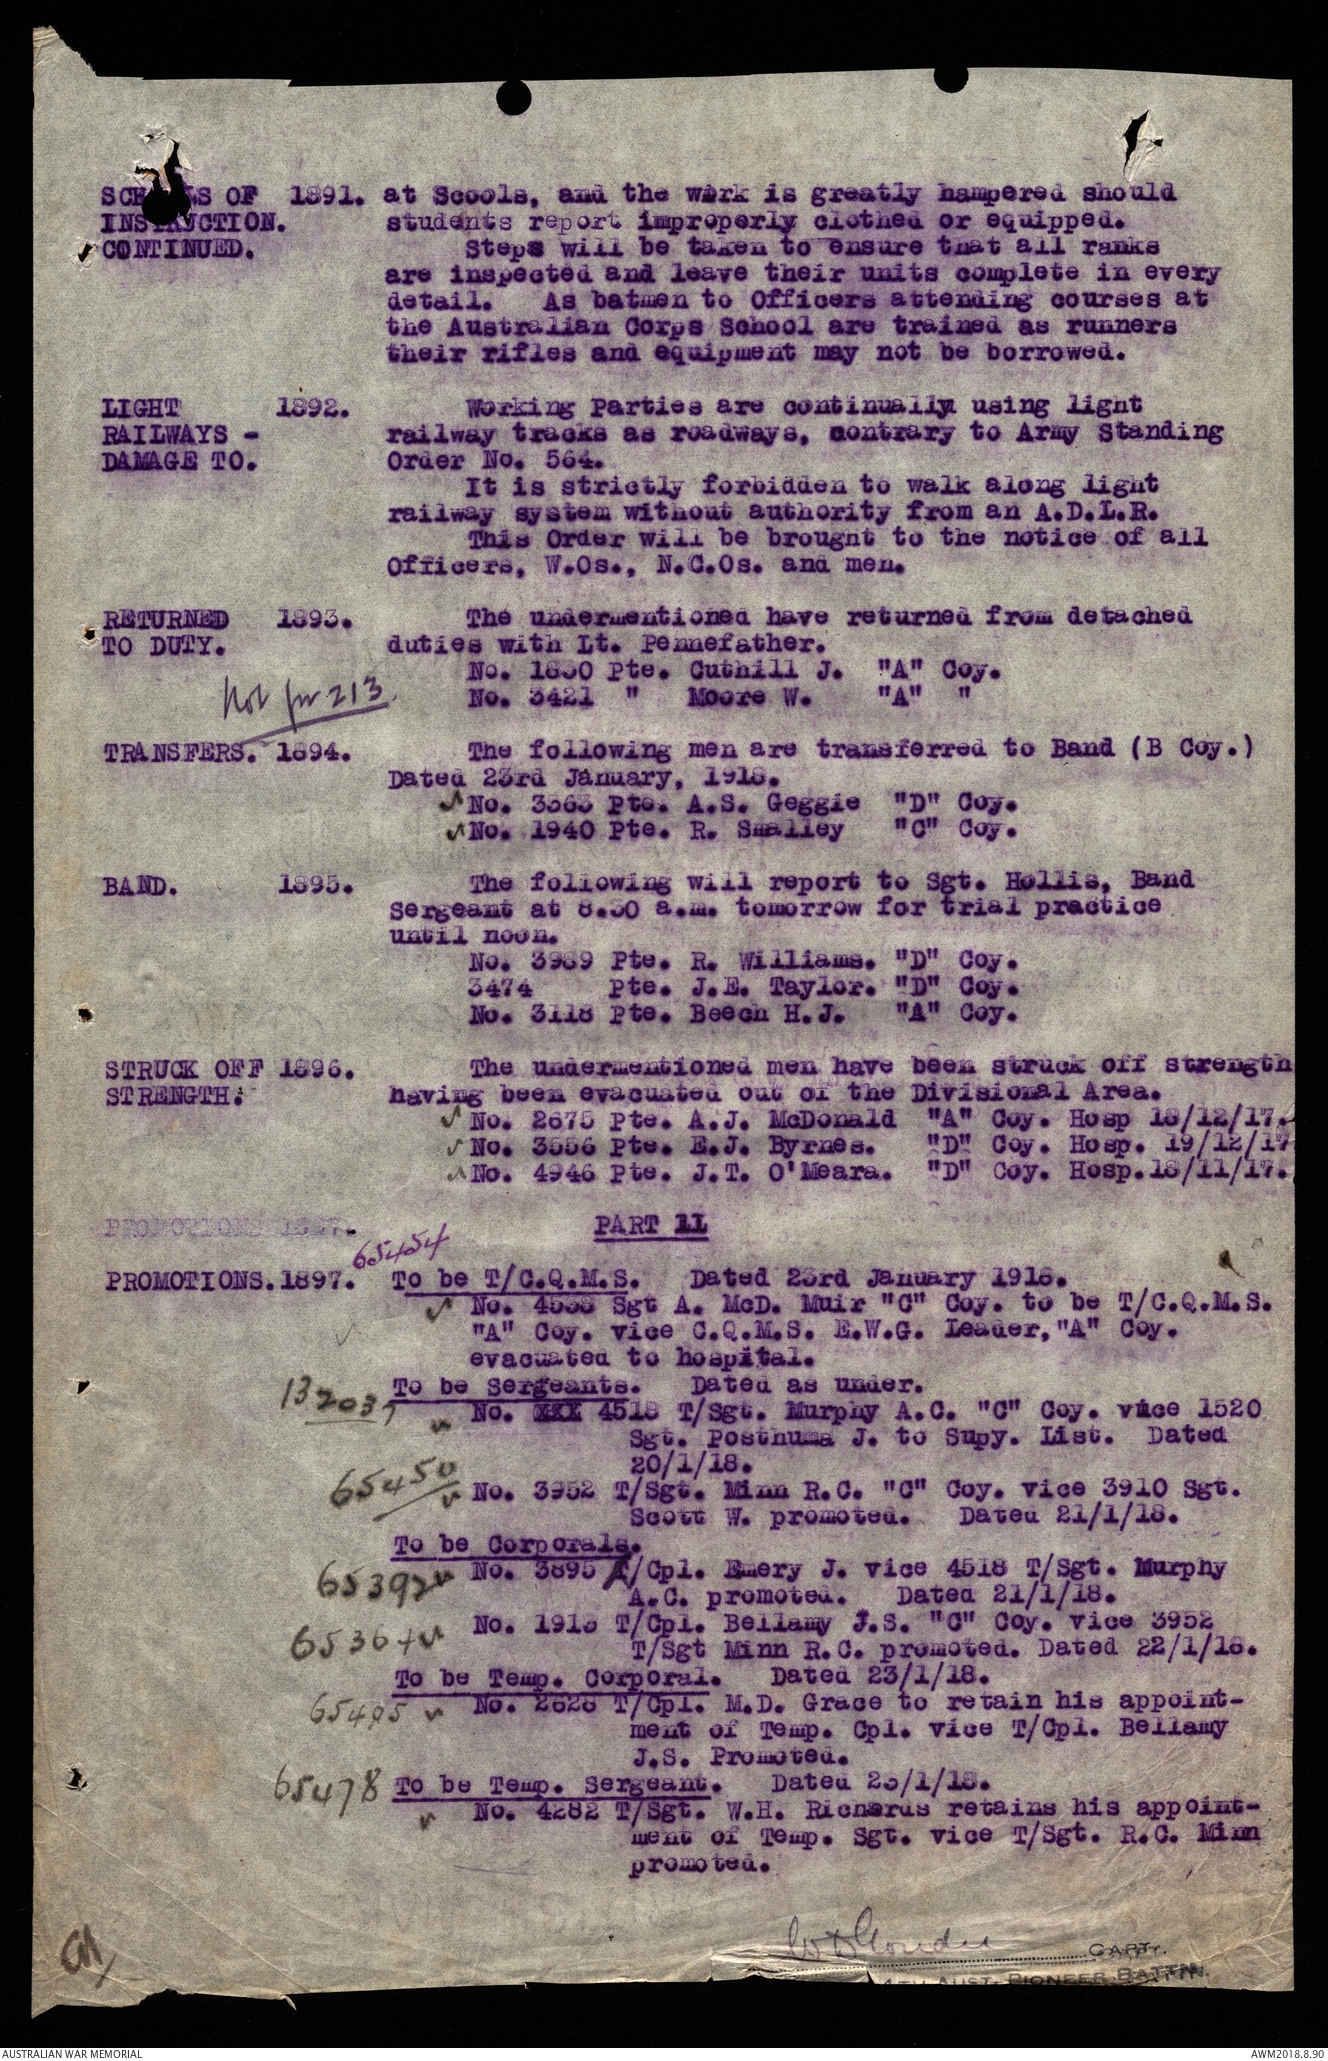 SCHOOLS OF 1891. at Scools, and the work is greatly hampered should
INSTRUCTION. students report improperly clothed or equipped.
CONTINUED. Steps will be taken to ensure that all ranks
are inspected and leave their units complete in every
detail. As batmen to Officers attending courses at
the Australian Corps School are trained as runners
their rifles and equipment may not be borrowed.
LIGHT 1892. Working Parties are continually using light
RAILWAYS - railway tracks as roadways, contrary to Army Standing
DAMAGE TO. Order No. 564.
It is strictly forbidden to walk along light
railway system without authority from an A.D.L.R.
This Order will be brought to the notice of all
Officers, W.Os., N.C.Os. and men.
RETURNED 1893. The undermentioned have returned from detached
TO DUTY. duties with Lt. Pennefather.
No. 1830 Pte. Cuthill J. "A" Coy.
Not for 213 No. 3421 " Moore W. "A" "
TRANSFERS. 1894. The following men are transferred to Band (B Coy.)
Dated 23rd January, 1918.
No. 3363 Pte. A.S. Geggie "D" Coy.
No. 1940 Pte. R. Smalley "C" Coy.
BAND. 1895. The following will report to Sgt. Hollis, Band
Sergeant at 8.30 a.m. tomorrow for trial practice
until noon.
No. 3989 Pte. R. Williams. "D" Coy.
3474 Pte. J.E. Taylor. "D" Coy.
No. 3118 Pte. Beech H.J. "A" Coy.
STRUCK OFF 1896. The undermentioned men have been struck off strength
STRENGTH. having been evacuated out of the Divisional Area.
No. 2675 Pte. A.J. McDonald "A" Coy. Hosp 18/12/17.
No. 3556 Pte. E.J. Byrnes. "D" Coy. Hosp. 19/12/17
No. 4946 Pte. J.T. O'Meara. "D" Coy. Hosp.18/11/17.
PROMOTIONS 1897. PART 11
65454
PROMOTIONS.1897. To be T/C.Q.M.S. Dated 23rd January 1918.
No. 4538 Sgt A. McD. Muir "C" Coy. to be T/C.Q.M.S.
"A" Coy. vice C.Q.M.S. E.W.G. Leader,"A" Coy.
evacuated to hospital.
To be Sergeants. Dated as under.
132037 No. XXX 4518 T/Sgt. Murphy A.C. "C" Coy. vice 1520
Sgt. Posthuma J. to Supy. List. Dated
20/1/18.
65450 No. 3952 T/Sgt. Minn R.C. "C" Coy. vice 3910 Sgt.
Scott W. promoted. Dated 21/1/18.
To be Corporals.
65392 No. 3895 T/Cpl. Emery J. vice 4518 T/Sgt. Murphy
A.C. promoted. Dated 21/1/18.
65364 No. 1913 T/Cpl. Bellamy J.S. "C" Coy. vice 3952
T/Sgt Minn R.C. promoted. Dated 22/1/18.
To be Temp. Corporal. Dated 23/1/18.
65495 No. 2628 T/Cpl. M.D. Grace to retain his appoint-
ment of Temp. Cpl. vice T/Cpl. Bellamy
J.S. Promoted.
65478 To be Temp. Sergeant. Dated 23/1/18.
No. 4282 T/Sgt. W.H. Richards retains his appoint-
ment of Temp. Sgt. vice T/Sgt. R.C. Minn
promoted.
CAPT.
4TH AUST. PIONEER BATTN.
AUSTRALIAN WAR MEMORIAL
AWM2018.8.90